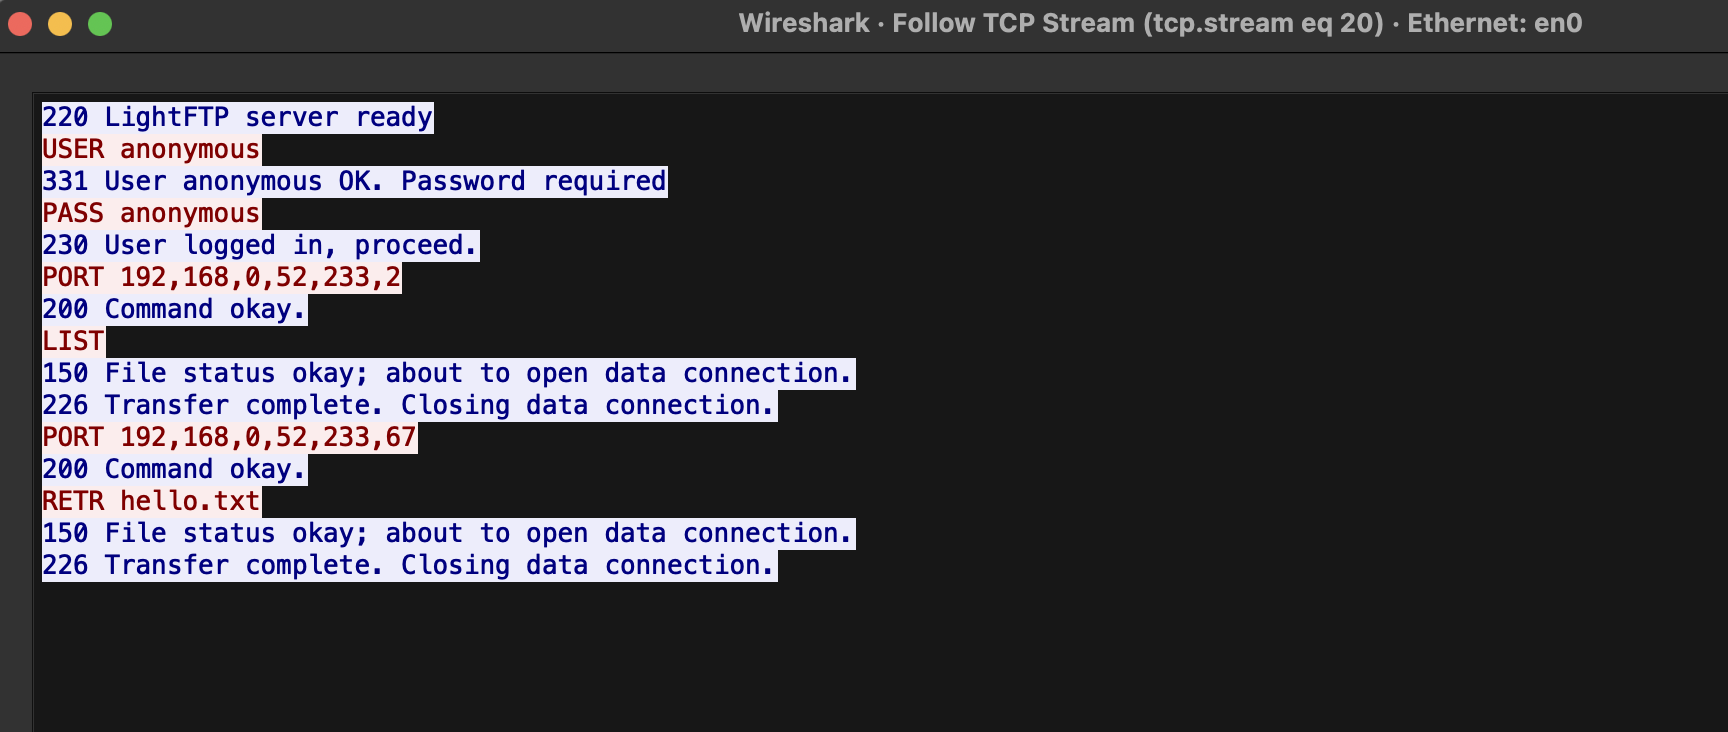 Wireshark · Follow TCP Stream (tcp.stream eq 20) · Ethernet: en0
220 LightFTP server ready
USER anonymous
331 User anonymous OK. Password required
PASS anonymous
230 User logged in, proceed.
PORT 192,168,0,52,233,2
200 Command okay.
LIST
150 File status okay; about to open data connection.
226 Transfer complete. Closing data connection.
PORT 192,168,0,52,233,67
200 Command okay.
RETR hello.txt
150 File status okay; about to open data connection.
226 Transfer complete. Closing data connection.